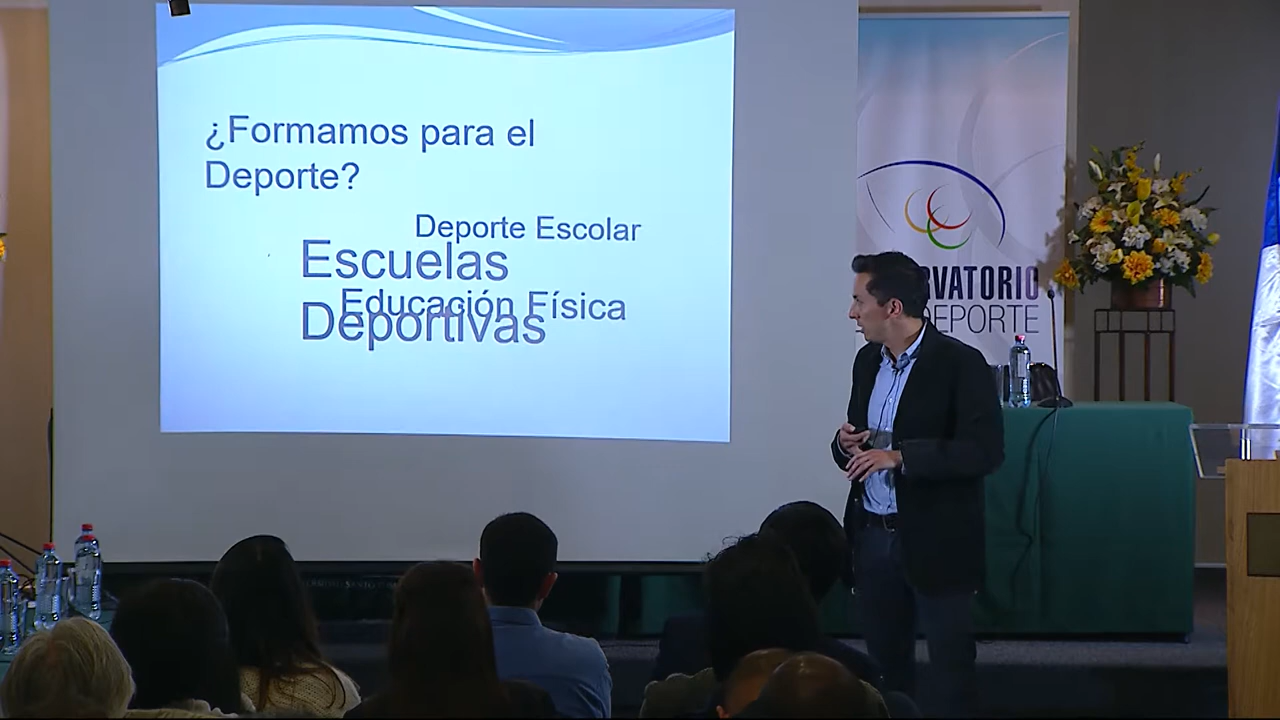 ¿Formamos para el
Deporte?
Deporte Escolar
Escuelas
Educación Física
Deportivas
RVATORIO
DEPORTE